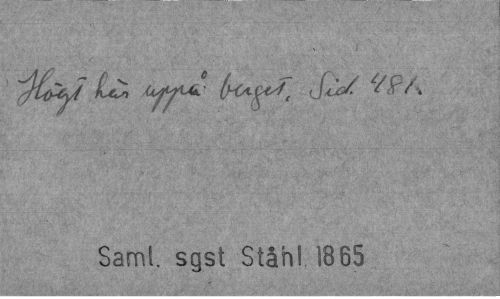 Högt här uppå berget, Sid. 481.
Saml. sgst Ståhl 1865